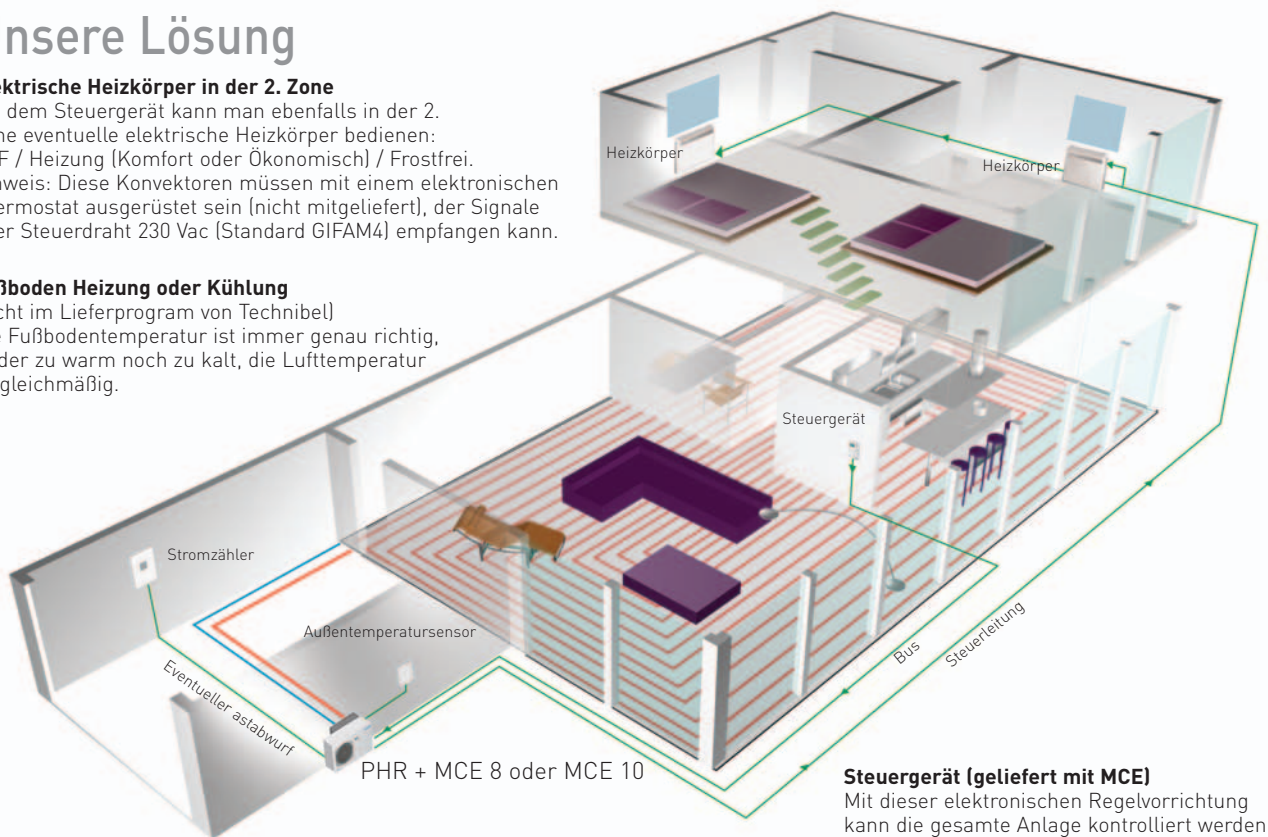 nsere Lösung
ektrische Heizkörper in der 2. Zone
dem Steuergerät kann man ebenfalls in der 2.
ne eventuelle elektrische Heizkörper bedienen:
F / Heizung (Komfort oder Ökonomisch) / Frostfrei.
nweis: Diese Konvektoren müssen mit einem elektronischen
ermostat ausgerüstet sein (nicht mitgeliefert), der Signale
er Steuerdraht 230 Vac (Standard GIFAM4) empfangen kann.
ßboden Heizung oder Kühlung
cht im Lieferprogram von Technibel)
e Fußbodentemperatur ist immer genau richtig,
der zu warm noch zu kalt, die Lufttemperatur
gleichmäßig.
Heizkörper
Heizkörper
Steuergerät
Stromzähler
Außentemperatursensor
Eventueller astabwurf
Bus
Steuerleitung
PHR + MCE 8 oder MCE 10
Steuergerät (geliefert mit MCE)
Mit dieser elektronischen Regelvorrichtung
kann die gesamte Anlage kontrolliert werden